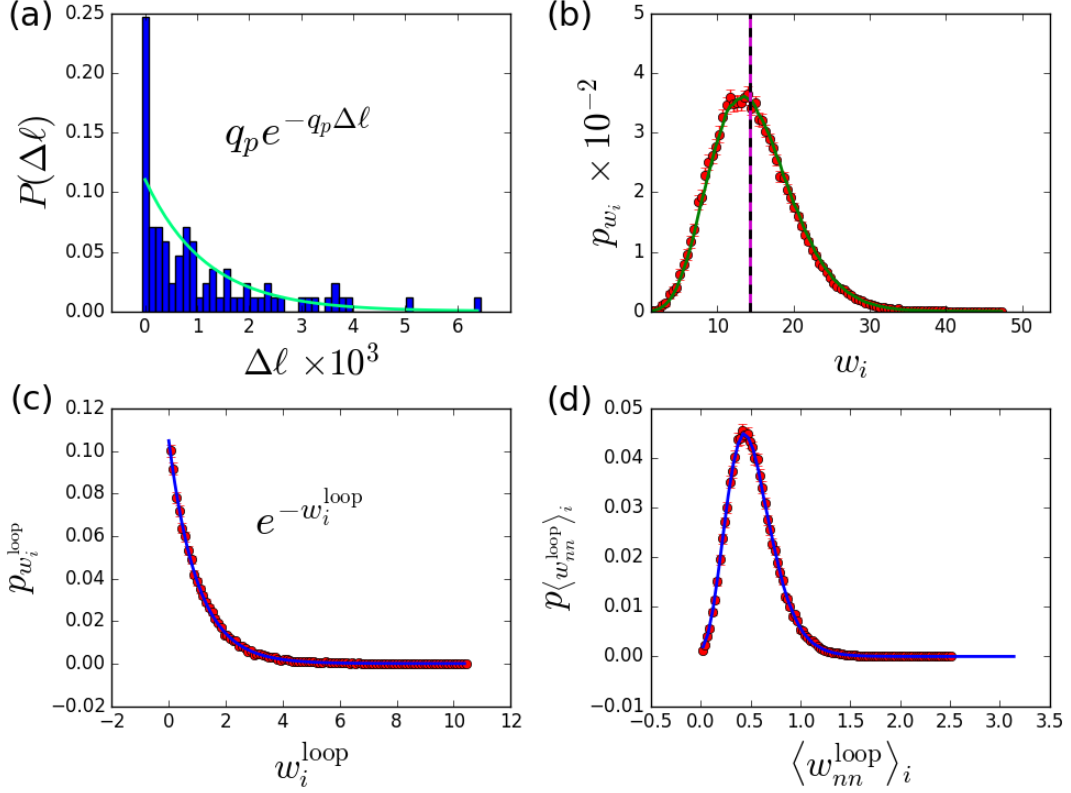 (a)
0.25
0.20
0.15
0.10
0.05
0.00
P(Δℓ)
q_p e^{-q_p Δℓ}
0 1 2 3 4 5 6
Δℓ ×10^3
(b)
5
4
3
2
1
0
p_{w_i} × 10^{-2}
10 20 30 40 50
w_i
(c)
0.12
0.10
0.08
0.06
0.04
0.02
0.00
−0.02
p_{w_i^{loop}}
e^{-w_i^{loop}}
−2 0 2 4 6 8 10 12
w_i^{loop}
(d)
0.05
0.04
0.03
0.02
0.01
0.00
−0.01
p_{⟨w_{nn}^{loop}⟩_i}
−0.5 0.0 0.5 1.0 1.5 2.0 2.5 3.0 3.5
⟨w_{nn}^{loop}⟩_i